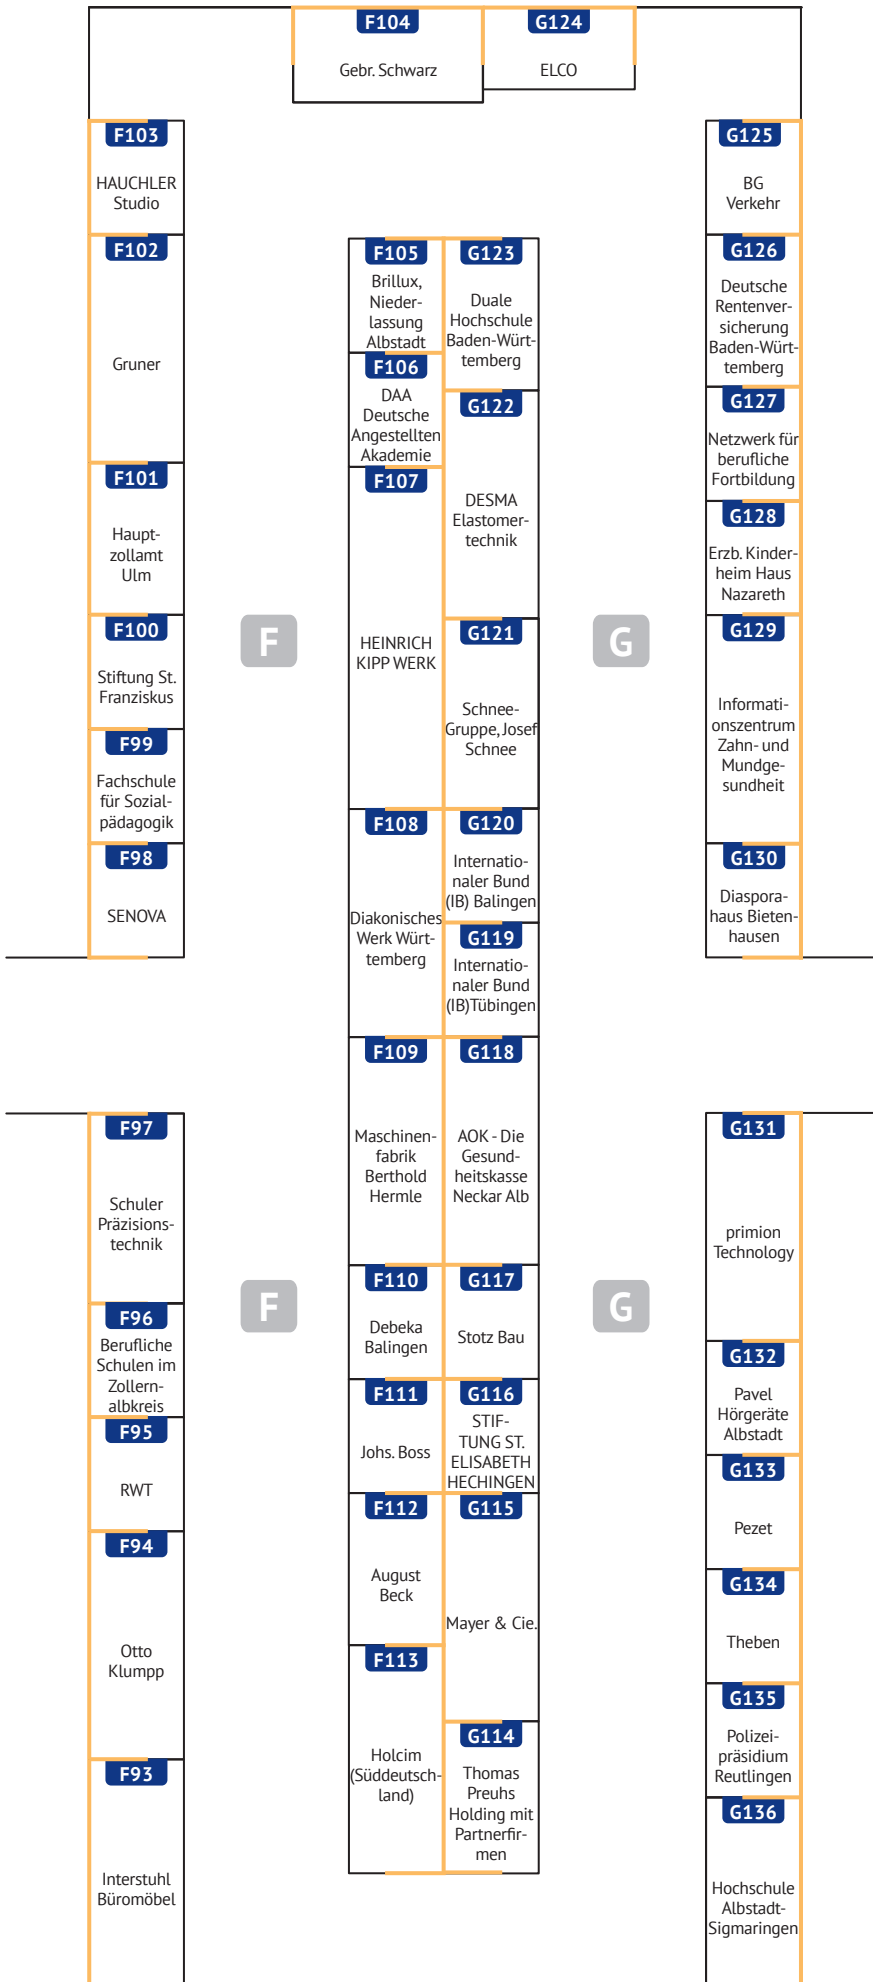 F104
Gebr. Schwarz
G124
ELCO
F103
HAUCHLER
Studio
F102
Gruner
F101
Haupt-
zollamt
Ulm
F100
Stiftung St.
Franziskus
F99
Fachschule
für Sozial-
pädagogik
F98
SENOVA
F
F105
Brillux,
Nieder-
lassung
Albstadt
F106
DAA
Deutsche
Angestellten
Akademie
F107
HEINRICH
KIPP WERK
F108
Diakonisches
Werk Würt-
temberg
F109
Maschinen-
fabrik
Berthold
Hermle
F110
Debeka
Balingen
F111
Johs. Boss
F112
August
Beck
F113
Holcim
(Süddeutsch-
land)
G123
Duale
Hochschule
Baden-Würt-
temberg
G122
DESMA
Elastomer-
technik
G121
Schnee-
Gruppe, Josef
Schnee
G120
Internatio-
naler Bund
(IB) Balingen
G119
Internatio-
naler Bund
(IB)Tübingen
G118
AOK - Die
Gesund-
heitskasse
Neckar Alb
G117
Stotz Bau
G116
STIF-
TUNG ST.
ELISABETH
HECHINGEN
G115
Mayer & Cie.
G114
Thomas
Preuhs
Holding mit
Partnerfir-
men
G
G125
BG
Verkehr
G126
Deutsche
Rentenver-
sicherung
Baden-Würt-
temberg
G127
Netzwerk für
berufliche
Fortbildung
G128
Erzb. Kinder-
heim Haus
Nazareth
G129
Informati-
onszentrum
Zahn- und
Mundge-
sundheit
G130
Diaspora-
haus Bieten-
hausen
F97
Schuler
Präzisions-
technik
F96
Berufliche
Schulen im
Zollern-
albkreis
F95
RWT
F94
Otto
Klumpp
F93
Interstuhl
Büromöbel
F
G
G131
primion
Technology
G132
Pavel
Hörgeräte
Albstadt
G133
Pezet
G134
Theben
G135
Polizei-
präsidium
Reutlingen
G136
Hochschule
Albstadt-
Sigmaringen